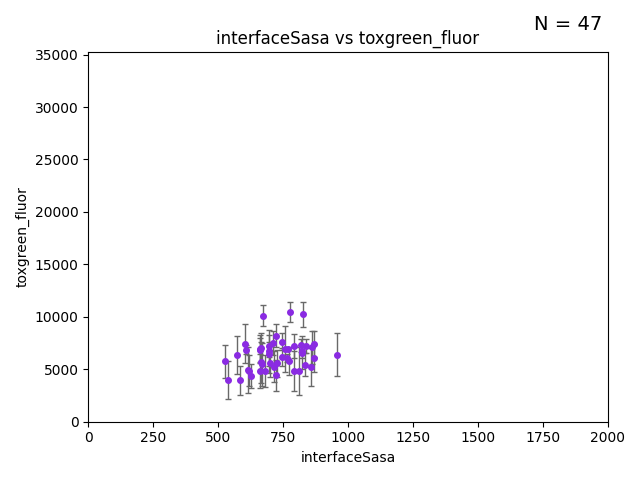 N = 47
interfaceSasa vs toxgreen_fluor
35000
30000
25000
20000
15000
10000
5000
0
toxgreen_fluor
0 250 500 750 1000 1250 1500 1750 2000
interfaceSasa